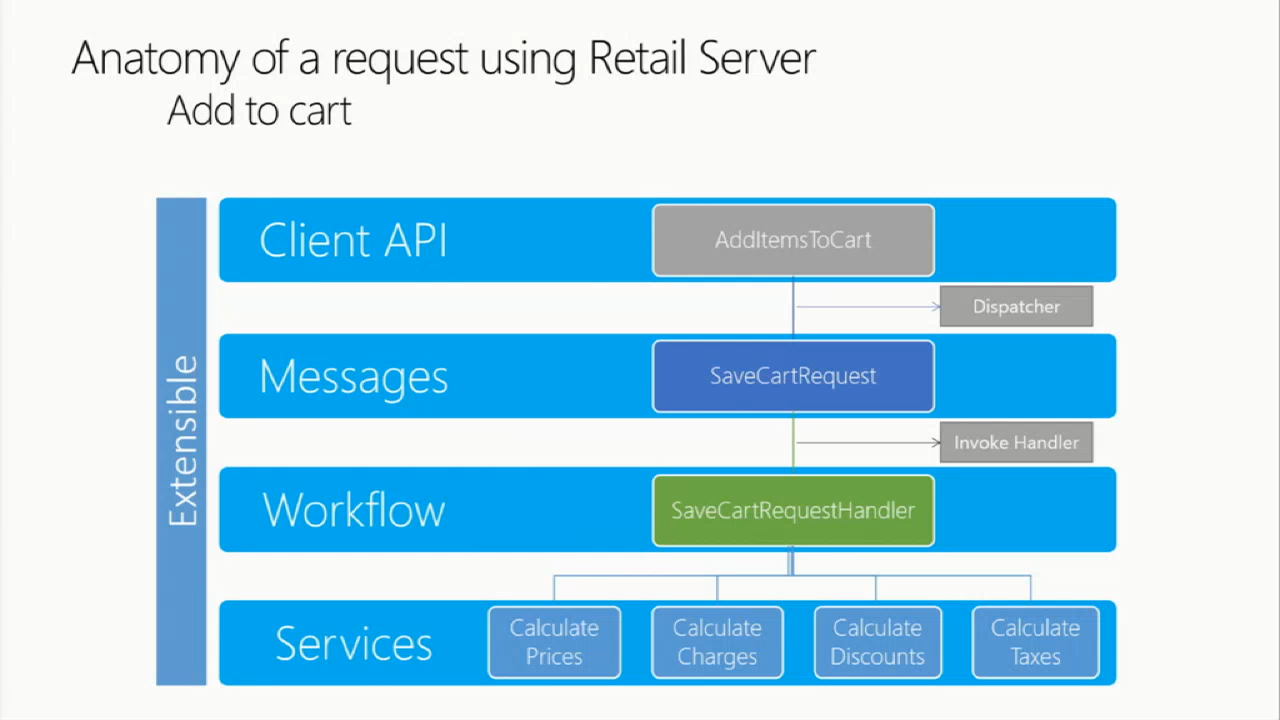 Anatomy of a request using Retail Server
Add to cart
Extensible
Client API
AddItemsToCart
Dispatcher
Messages
SaveCartRequest
Invoke Handler
Workflow
SaveCartRequestHandler
Services
Calculate
Prices
Calculate
Charges
Calculate
Discounts
Calculate
Taxes